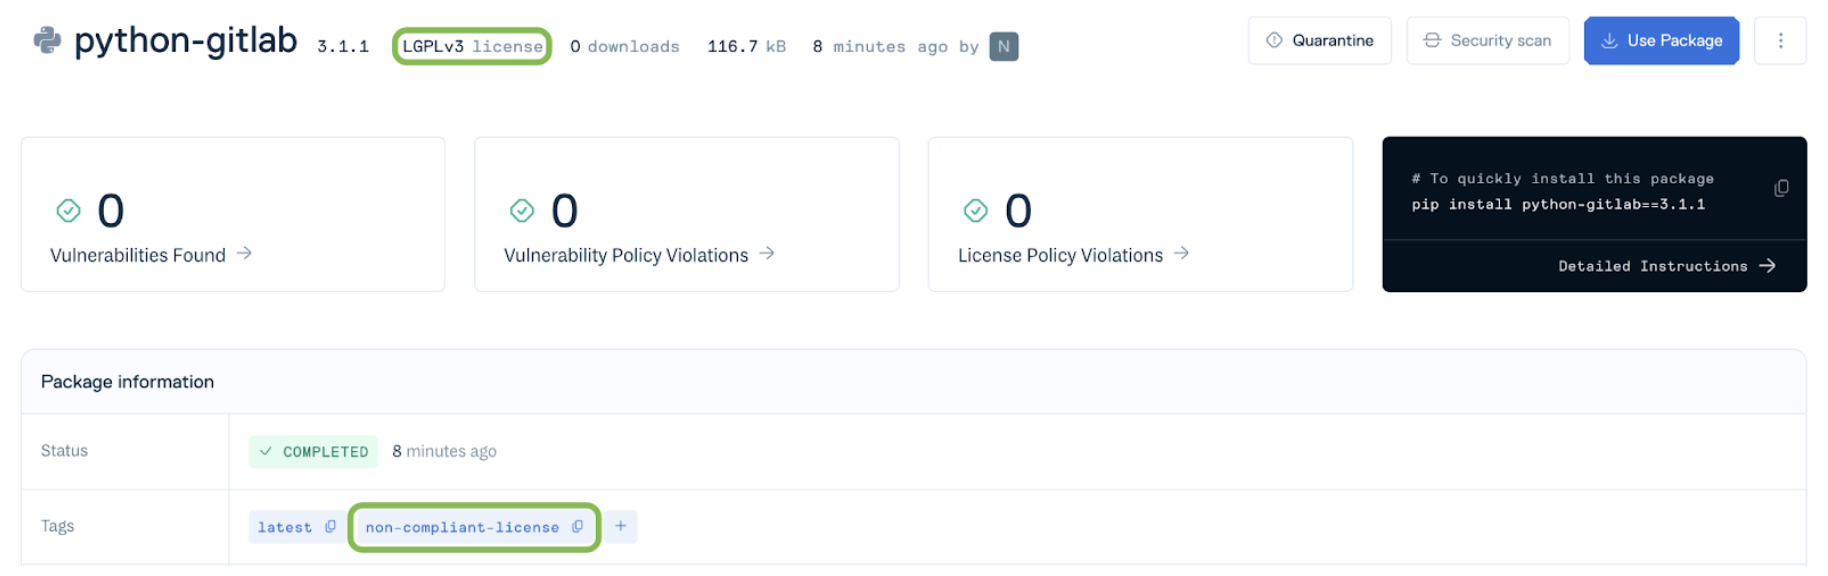 python-gitlab 3.1.1 LGPLv3 license 0 downloads 116.7 kB 8 minutes ago by N
Quarantine Security scan Use Package
0
Vulnerabilities Found
0
Vulnerability Policy Violations
0
License Policy Violations
# To quickly install this package
pip install python-gitlab==3.1.1
Detailed Instructions
Package information
Status COMPLETED 8 minutes ago
Tags latest non-compliant-license +